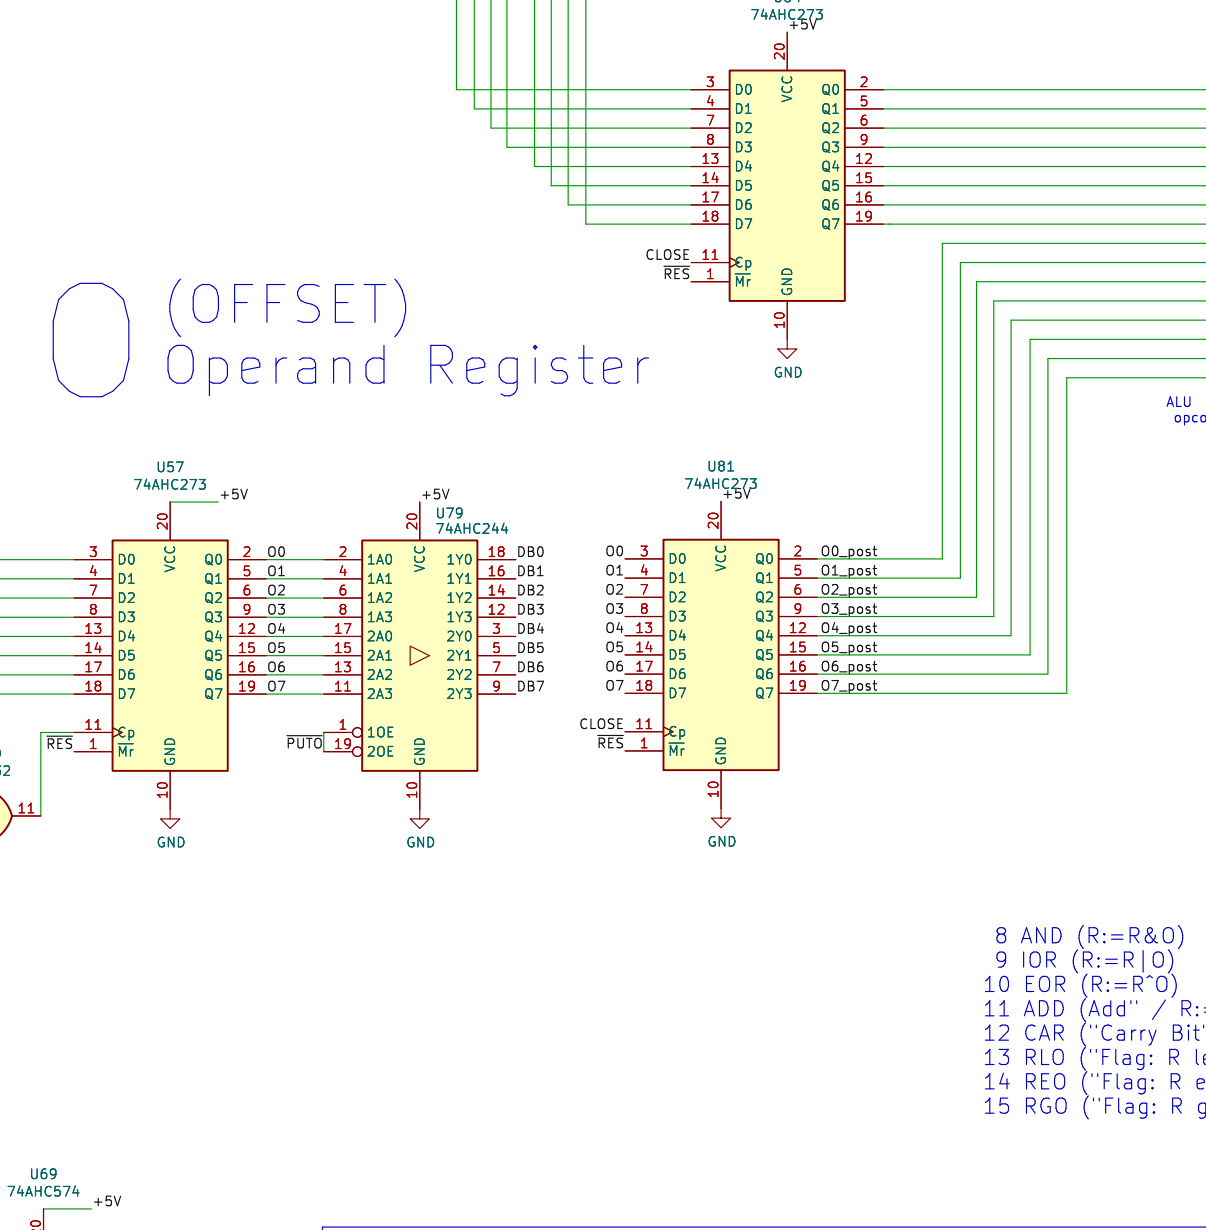 74AHC273
+5V
20
VCC
3 D0 Q0 2
4 D1 Q1 5
7 D2 Q2 6
8 D3 Q3 9
13 D4 Q4 12
14 D5 Q5 15
17 D6 Q6 16
18 D7 Q7 19
CLOSE 11 Cp
RES 1 Mr
GND
10
GND
O (OFFSET)
Operand Register
ALU
opco
U57
74AHC273
+5V
20
VCC
3 D0 Q0 2 O0
4 D1 Q1 5 O1
7 D2 Q2 6 O2
8 D3 Q3 9 O3
13 D4 Q4 12 O4
14 D5 Q5 15 O5
17 D6 Q6 16 O6
18 D7 Q7 19 O7
11 Cp
RES 1 Mr
GND
10
GND
11
+5V
U79
74AHC244
20
VCC
2 1A0 1Y0 18 DB0
4 1A1 1Y1 16 DB1
6 1A2 1Y2 14 DB2
8 1A3 1Y3 12 DB3
17 2A0 2Y0 3 DB4
15 2A1 2Y1 5 DB5
13 2A2 2Y2 7 DB6
11 2A3 2Y3 9 DB7
1 1OE
PUTO 19 2OE
GND
10
GND
U81
74AHC273
+5V
20
VCC
O0 3 D0 Q0 2 O0_post
O1 4 D1 Q1 5 O1_post
O2 7 D2 Q2 6 O2_post
O3 8 D3 Q3 9 O3_post
O4 13 D4 Q4 12 O4_post
O5 14 D5 Q5 15 O5_post
O6 17 D6 Q6 16 O6_post
O7 18 D7 Q7 19 O7_post
CLOSE 11 Cp
RES 1 Mr
GND
10
GND
8 AND (R:=R&O)
9 IOR (R:=R|O)
10 EOR (R:=R^O)
11 ADD (Add" / R:=
12 CAR ("Carry Bit"
13 RLO ("Flag: R le
14 REO ("Flag: R e
15 RGO ("Flag: R g
U69
74AHC574
+5V
20